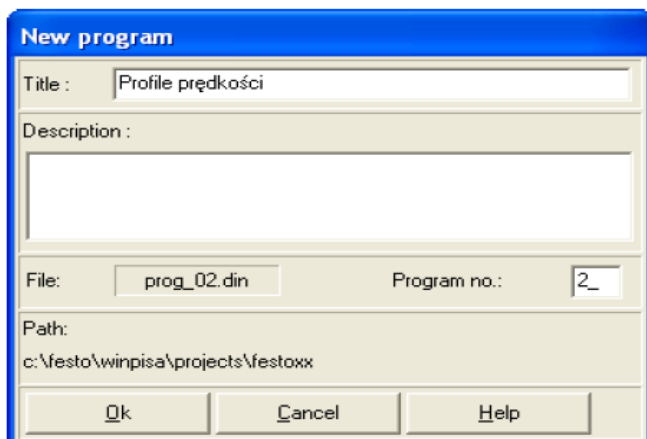 New program
Title : Profile prędkości
Description :
File: prog_02.din Program no.: 2_
Path:
c:\festo\winpisa\projects\festoxx
Ok Cancel Help